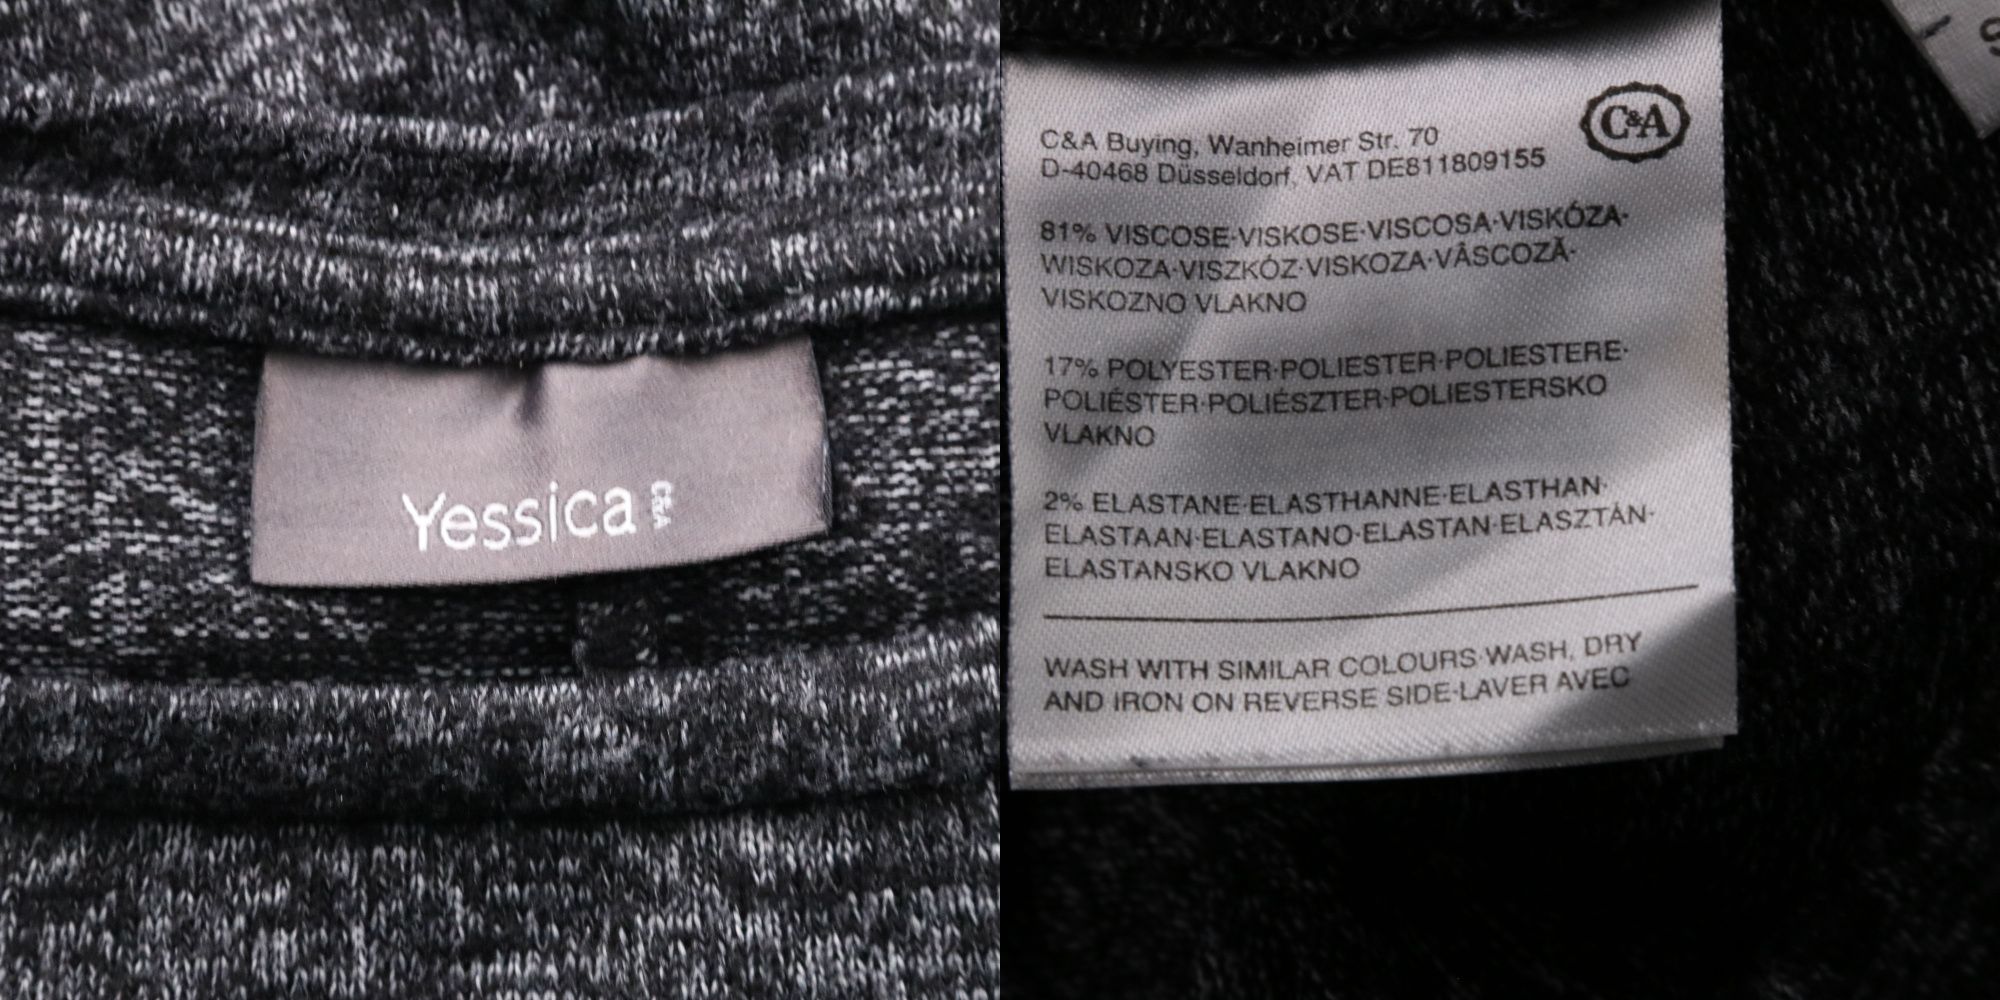 Yessica C&A
C&A
C&A Buying, Wanheimer Str. 70
D-40468 Düsseldorf, VAT DE811809155
81% VISCOSE·VISKOSE·VISCOSA·VISKÓZA·
WISKOZA·VISZKÓZ·VISKOZA·VÂSCOZĂ·
VISKOZNO VLAKNO
17% POLYESTER·POLIESTER·POLIESTERE·
POLIÉSTER·POLIÉSZTER·POLIESTERSKO
VLAKNO
2% ELASTANE·ELASTHANNE·ELASTHAN·
ELASTAAN·ELASTANO·ELASTAN·ELASZTÁN·
ELASTANSKO VLAKNO
WASH WITH SIMILAR COLOURS·WASH, DRY
AND IRON ON REVERSE SIDE·LAVER AVEC